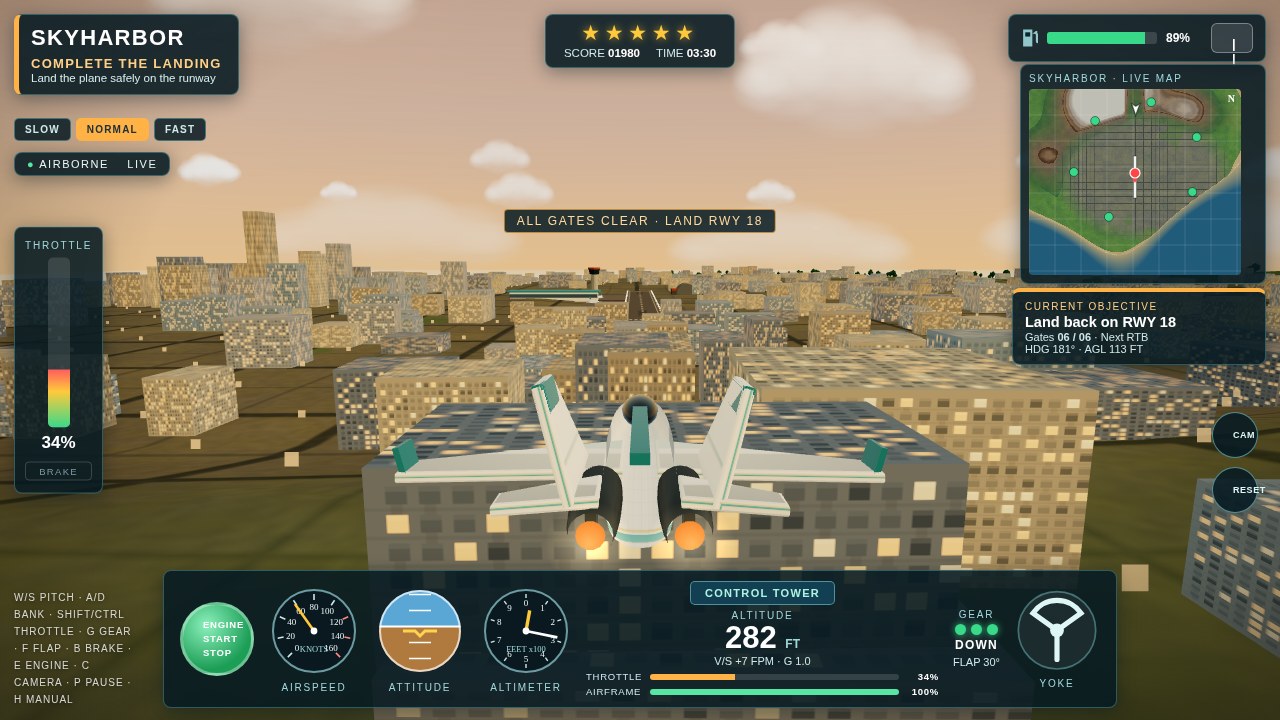 SKYHARBOR
COMPLETE THE LANDING
Land the plane safely on the runway
★★★★★
SCORE 01980 TIME 03:30
89%
SLOW NORMAL FAST
● AIRBORNE LIVE
SKYHARBOR · LIVE MAP
N
ALL GATES CLEAR · LAND RWY 18
CURRENT OBJECTIVE
Land back on RWY 18
Gates 06 / 06 · Next RTB
HDG 181° · AGL 113 FT
THROTTLE
34%
BRAKE
CAM
RESET
W/S PITCH · A/D
BANK · SHIFT/CTRL
THROTTLE · G GEAR
· F FLAP · B BRAKE ·
E ENGINE · C
CAMERA · P PAUSE ·
H MANUAL
ENGINE
START
STOP
0 20 40 60 80 100 120 140 160
KNOTS
AIRSPEED
ATTITUDE
0 1 2 3 4 5 6 7 8 9
FEET x100
ALTIMETER
CONTROL TOWER
ALTITUDE
282 FT
V/S +7 FPM · G 1.0
THROTTLE 34%
AIRFRAME 100%
GEAR
DOWN
FLAP 30°
YOKE